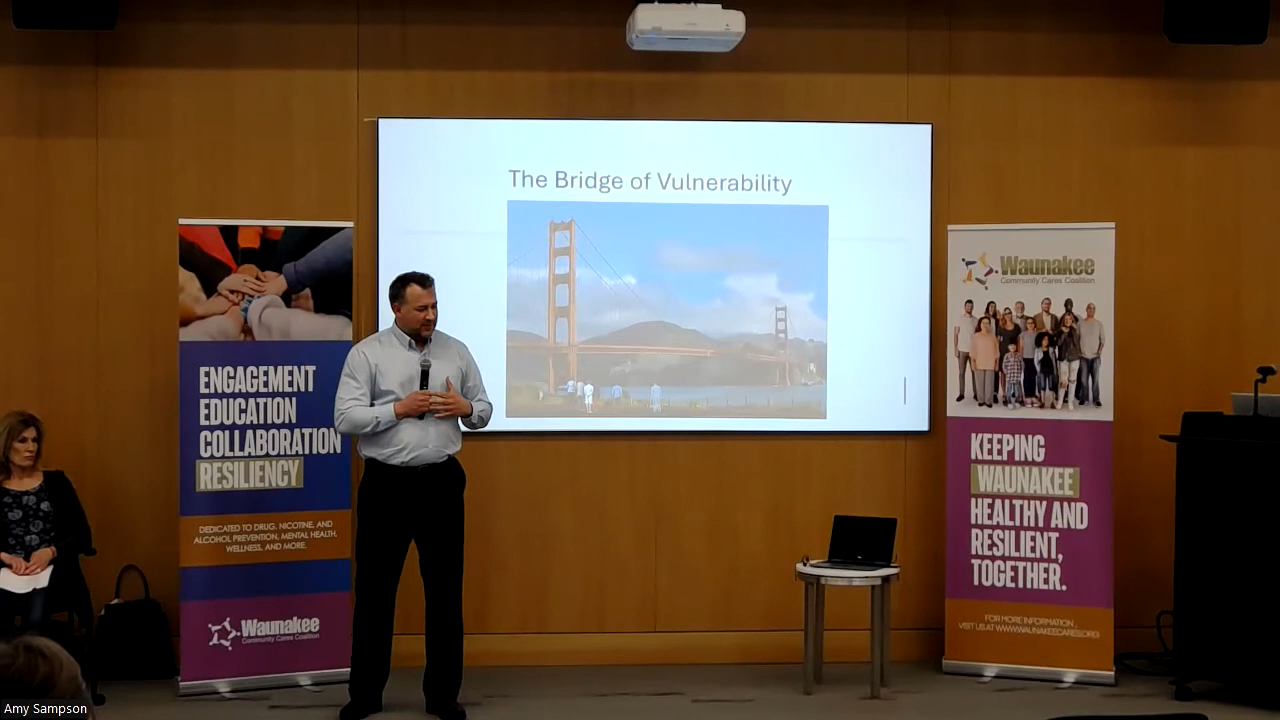 The Bridge of Vulnerability
ENGAGEMENT
EDUCATION
COLLABORATION
RESILIENCY
DEDICATED TO DRUG, NICOTINE, AND
ALCOHOL PREVENTION, MENTAL HEALTH,
WELLNESS, AND MORE.
Waunakee
Community Cares Coalition
Waunakee
Community Cares Coalition
KEEPING
WAUNAKEE
HEALTHY AND
RESILIENT,
TOGETHER.
FOR MORE INFORMATION
VISIT US AT WWW.WAUNAKEECARES.ORG
Amy Sampson